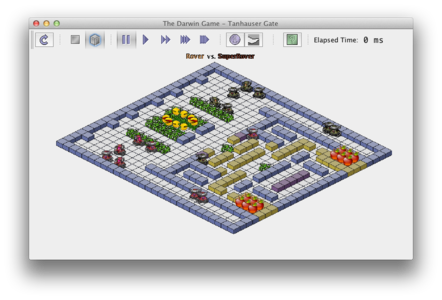 The Darwin Game – Tanhauser Gate
Elapsed Time: 0 ms
Rover vs. SuperRover